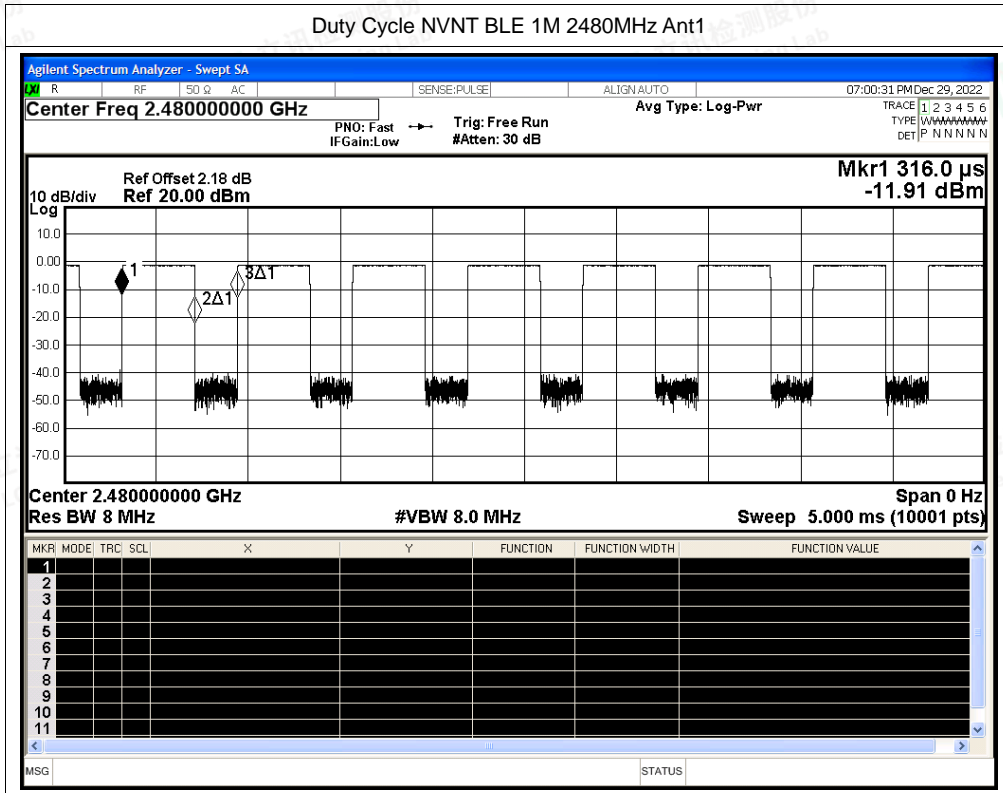 Duty Cycle NVNT BLE 1M 2480MHz Ant1
Agilent Spectrum Analyzer - Swept SA
LXI R RF 50 Ω AC SENSE:PULSE ALIGN AUTO 07:00:31 PM Dec 29, 2022
Center Freq 2.480000000 GHz Avg Type: Log-Pwr TRACE 1 2 3 4 5 6
PNO: Fast Trig: Free Run TYPE WWWWWW
IFGain:Low #Atten: 30 dB DET P N N N N N
Ref Offset 2.18 dB Mkr1 316.0 µs
10 dB/div Ref 20.00 dBm -11.91 dBm
Log
10.0
0.00
1 3Δ1
-10.0
2Δ1
-20.0
-30.0
-40.0
-50.0
-60.0
-70.0
Center 2.480000000 GHz Span 0 Hz
Res BW 8 MHz #VBW 8.0 MHz Sweep 5.000 ms (10001 pts)
MKR MODE TRC SCL X Y FUNCTION FUNCTION WIDTH FUNCTION VALUE
1
2
3
4
5
6
7
8
9
10
11
MSG STATUS